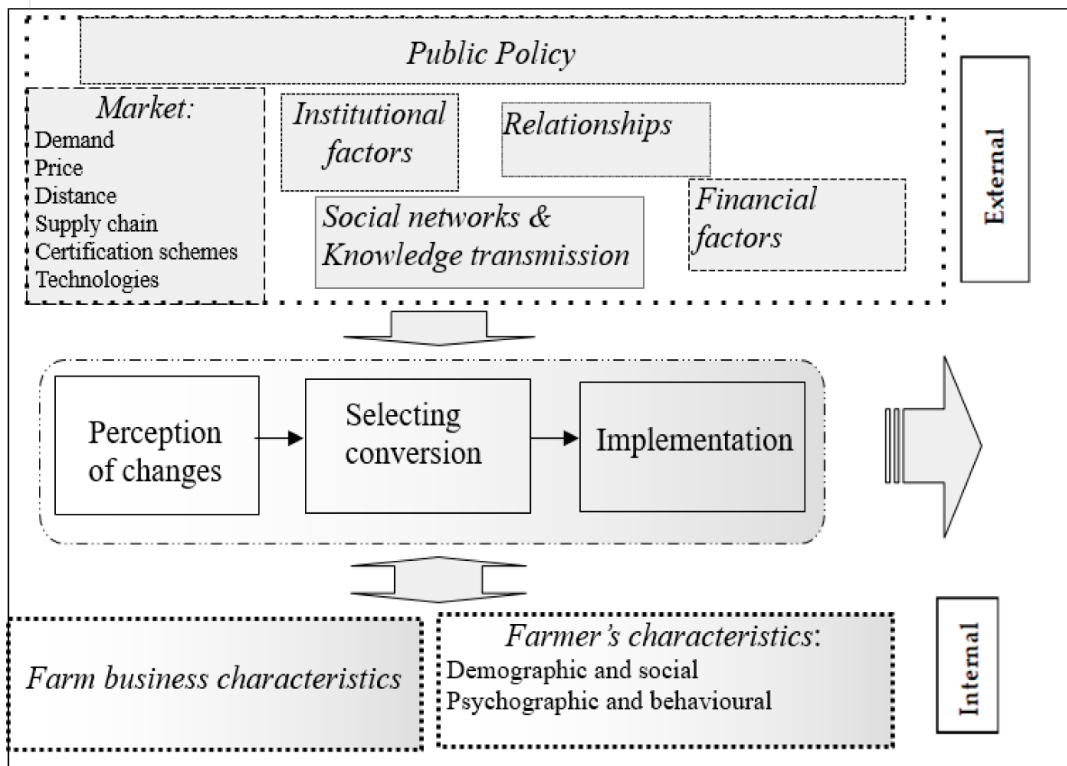 Public Policy
Market:
Demand
Price
Distance
Supply chain
Certification schemes
Technologies
Institutional
factors
Relationships
Social networks &
Knowledge transmission
Financial
factors
External
Perception
of changes
Selecting
conversion
Implementation
Farm business characteristics
Farmer’s characteristics:
Demographic and social
Psychographic and behavioural
Internal